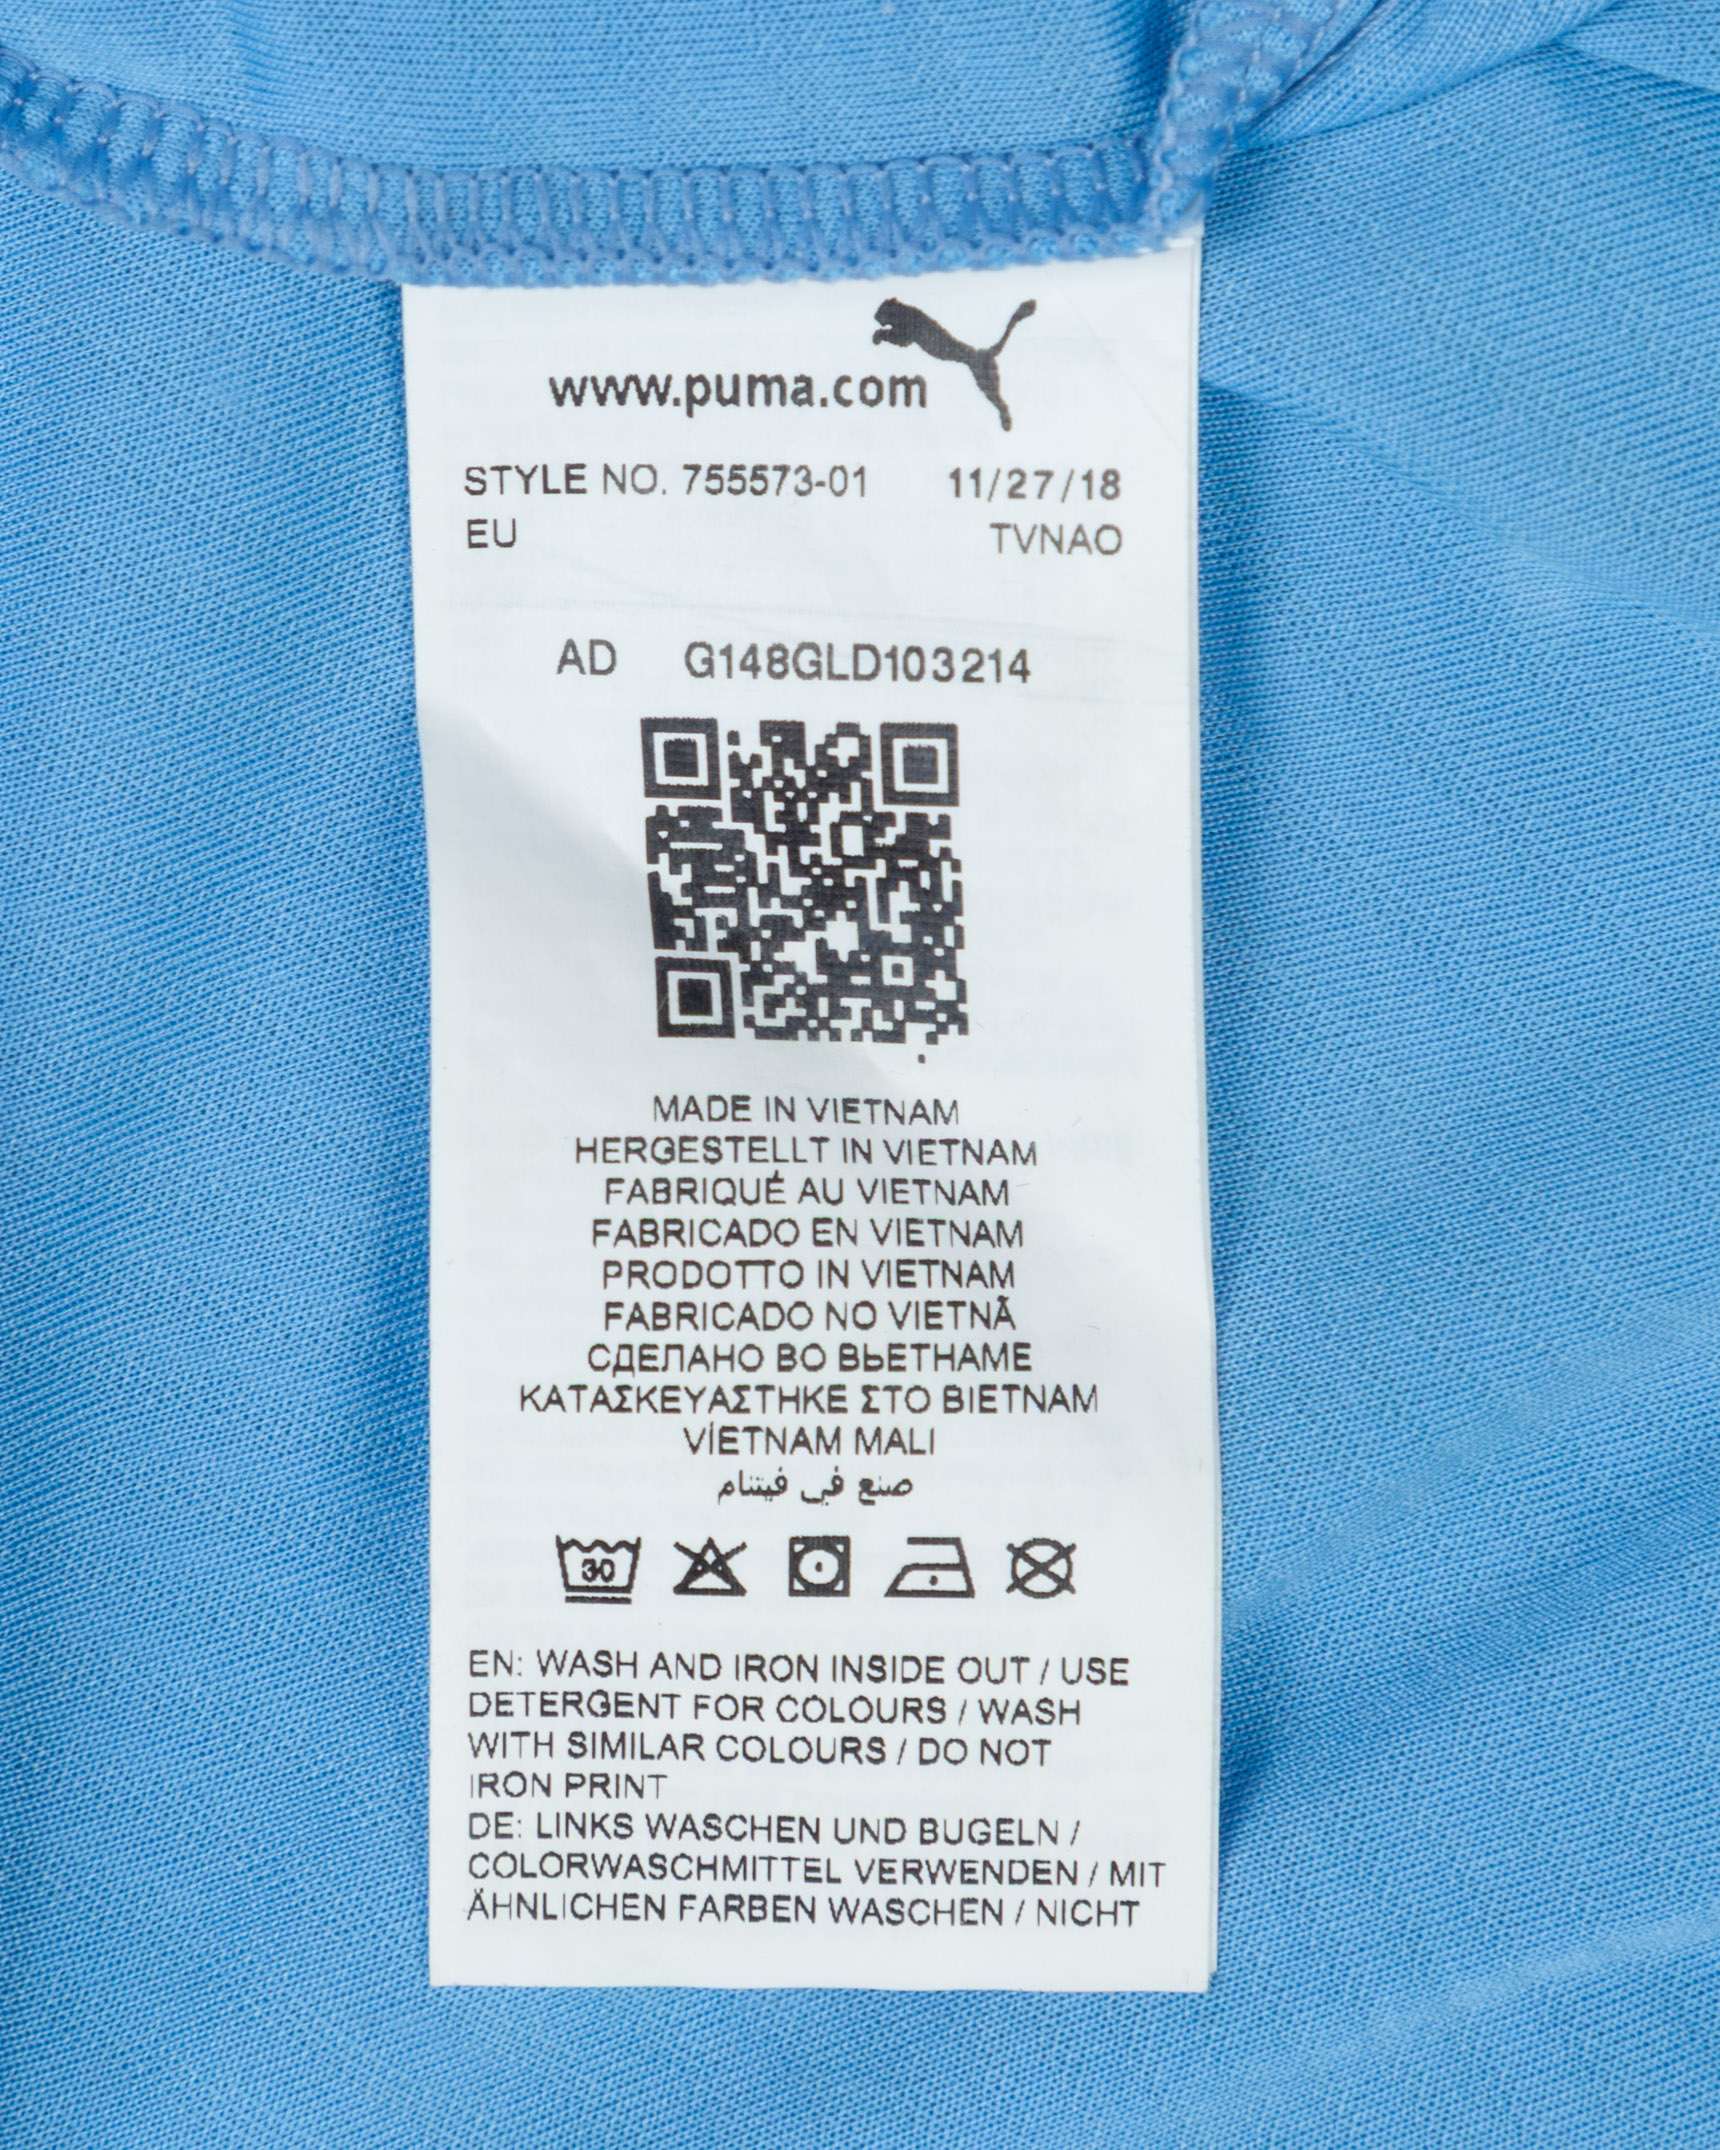 www.puma.com
STYLE NO. 755573-01 11/27/18
EU TVNAO
AD G148GLD103214
MADE IN VIETNAM
HERGESTELLT IN VIETNAM
FABRIQUÉ AU VIETNAM
FABRICADO EN VIETNAM
PRODOTTO IN VIETNAM
FABRICADO NO VIETNÃ
СДЕЛАНО ВО ВЬЕТНАМЕ
ΚΑΤΑΣΚΕΥΑΣΤΗΚΕ ΣΤΟ ΒΙΕΤΝΑΜ
VİETNAM MALI
صنع في فيتنام
30
EN: WASH AND IRON INSIDE OUT / USE
DETERGENT FOR COLOURS / WASH
WITH SIMILAR COLOURS / DO NOT
IRON PRINT
DE: LINKS WASCHEN UND BUGELN /
COLORWASCHMITTEL VERWENDEN / MIT
ÄHNLICHEN FARBEN WASCHEN / NICHT